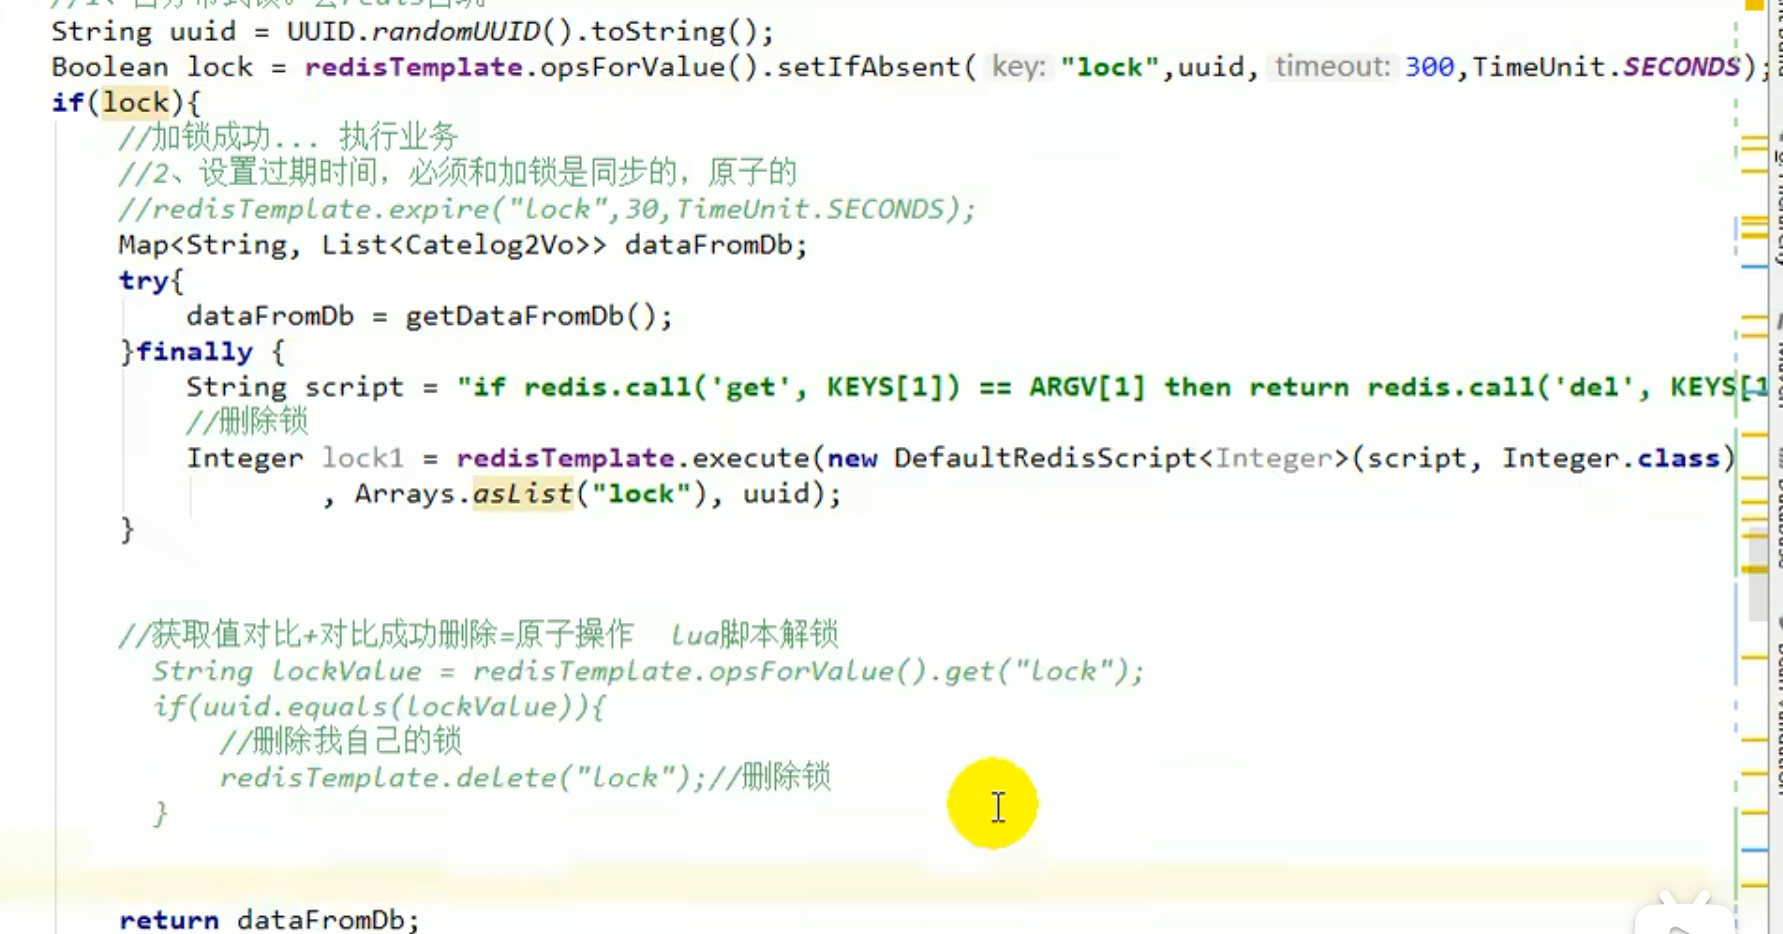 String uuid = UUID.randomUUID().toString();
Boolean lock = redisTemplate.opsForValue().setIfAbsent( key: "lock",uuid, timeout: 300,TimeUnit.SECONDS);
if(lock){
//加锁成功... 执行业务
//2、设置过期时间，必须和加锁是同步的，原子的
//redisTemplate.expire("lock",30,TimeUnit.SECONDS);
Map<String, List<Catelog2Vo>> dataFromDb;
try{
dataFromDb = getDataFromDb();
}finally {
String script = "if redis.call('get', KEYS[1]) == ARGV[1] then return redis.call('del', KEYS[1
//删除锁
Integer lock1 = redisTemplate.execute(new DefaultRedisScript<Integer>(script, Integer.class)
, Arrays.asList("lock"), uuid);
}
//获取值对比+对比成功删除=原子操作 lua脚本解锁
String lockValue = redisTemplate.opsForValue().get("lock");
if(uuid.equals(lockValue)){
//删除我自己的锁
redisTemplate.delete("lock");//删除锁
}
return dataFromDb;